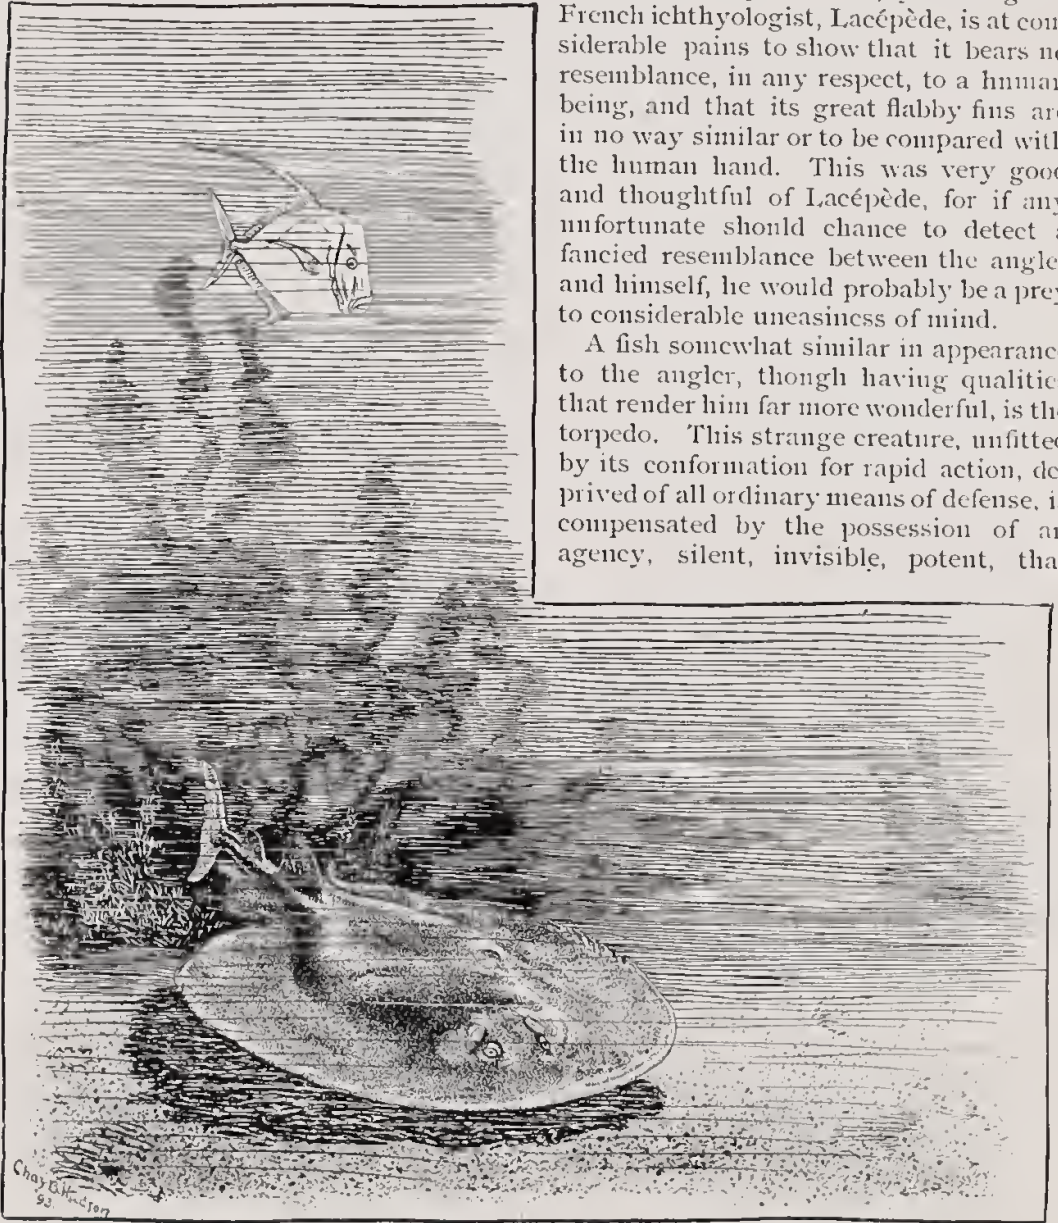 French ichthyologist, Lacépède, is at con
siderable pains to show that it bears no
resemblance, in any respect, to a human
being, and that its great flabby fins are
in no way similar or to be compared with
the human hand. This was very good
and thoughtful of Lacépède, for if any
unfortunate should chance to detect a
fancied resemblance between the angler
and himself, he would probably be a prey
to considerable uneasiness of mind.
A fish somewhat similar in appearance
to the angler, though having qualities
that render him far more wonderful, is the
torpedo. This strange creature, unfitted
by its conformation for rapid action, de
prived of all ordinary means of defense, is
compensated by the possession of an
agency, silent, invisible, potent, tha
Chas B. Hudson
93.